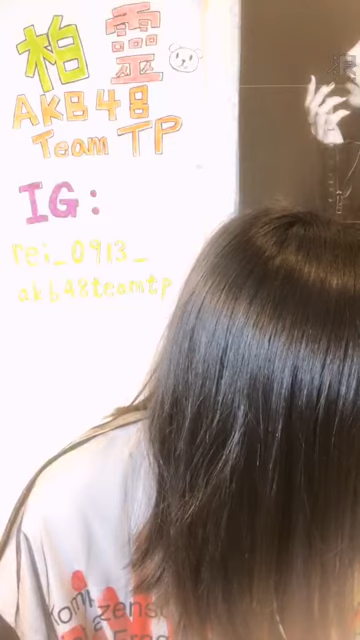 柏靈
AKB48
Team TP
IG:
rei_0913_
akb48teamtp